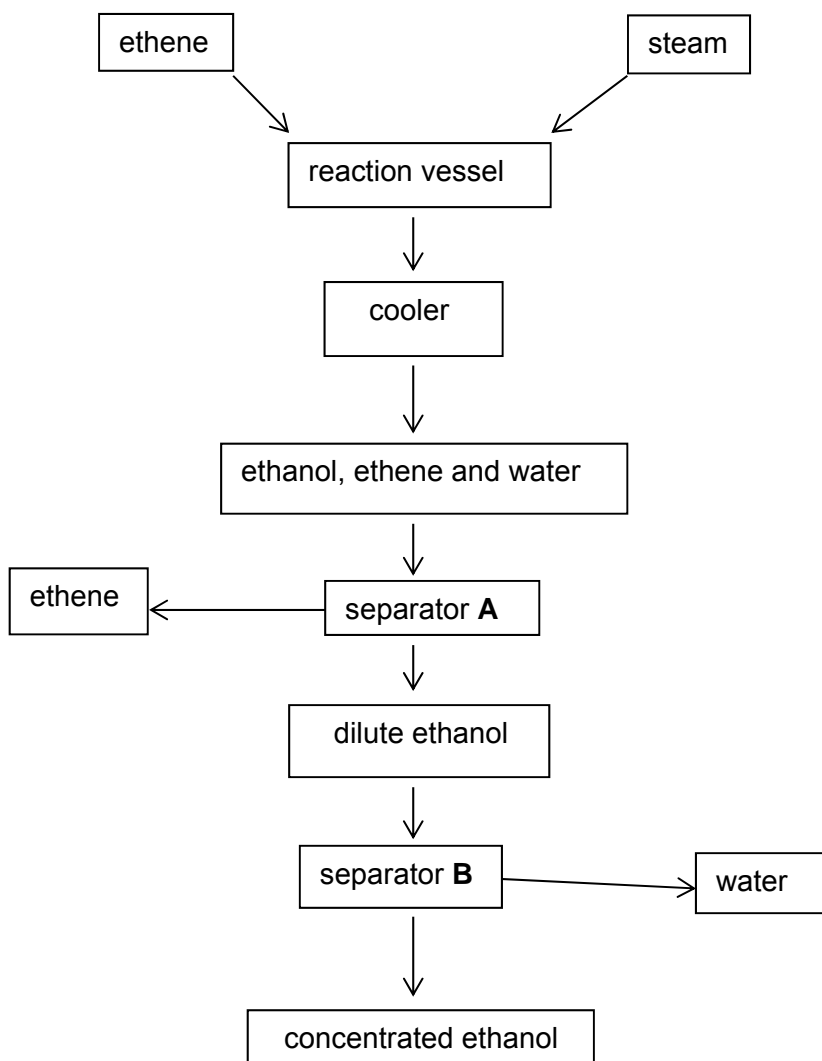 ethene
steam
reaction vessel
cooler
ethanol, ethene and water
ethene
separator A
dilute ethanol
separator B
water
concentrated ethanol